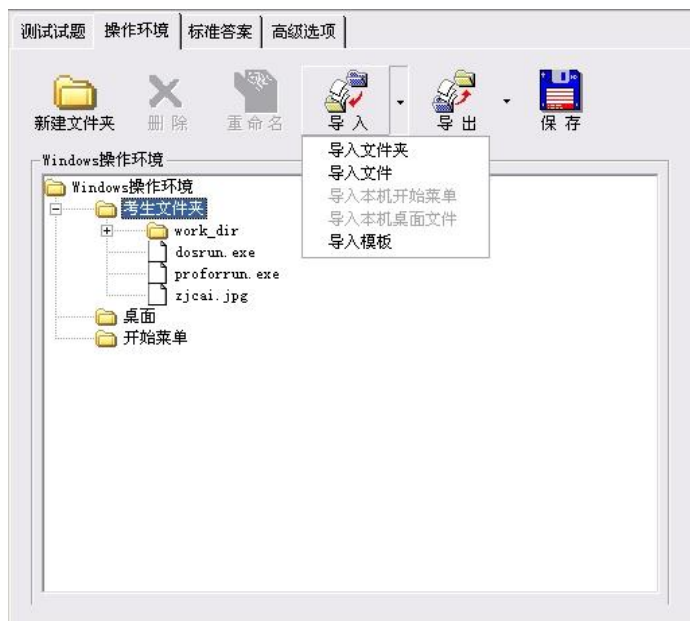 测试试题 操作环境 标准答案 高级选项
新建文件夹 删除 重命名 导入 导出 保存
导入文件夹
导入文件
导入本机开始菜单
导入本机桌面文件
导入模板
Windows操作环境
Windows操作环境
考生文件夹
work_dir
dosrun.exe
proforrun.exe
zjcai.jpg
桌面
开始菜单